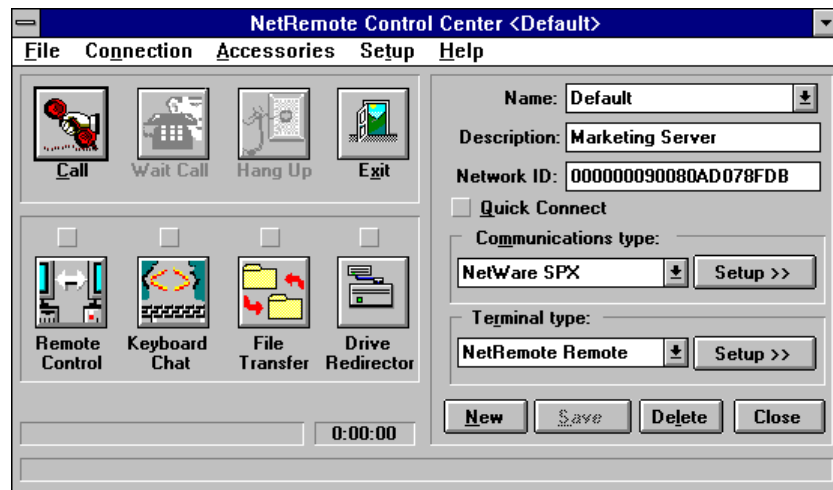 NetRemote Control Center <Default>
File Connection Accessories Setup Help
Call
Wait Call
Hang Up
Exit
Remote Control
Keyboard Chat
File Transfer
Drive Redirector
0:00:00
Name: Default
Description: Marketing Server
Network ID: 000000090080AD078FDB
Quick Connect
Communications type:
NetWare SPX Setup >>
Terminal type:
NetRemote Remote Setup >>
New Save Delete Close